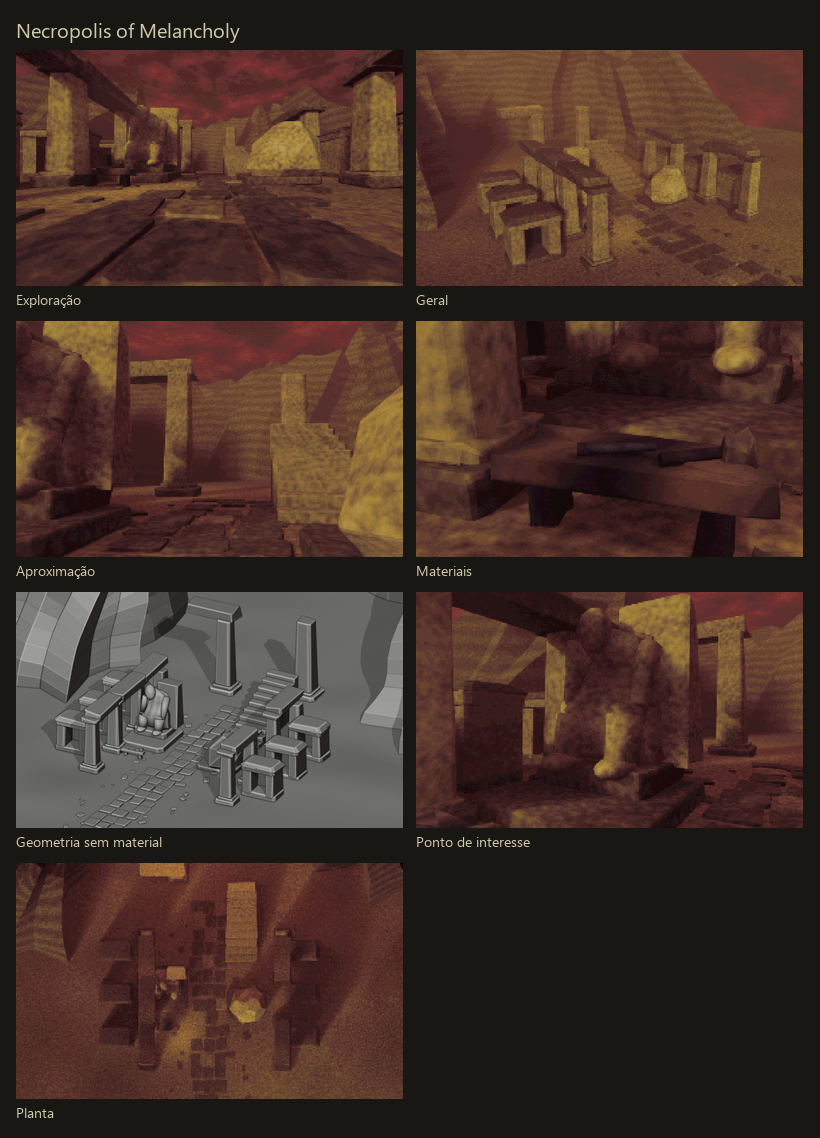 Necropolis of Melancholy
Exploração
Geral
Aproximação
Materiais
Geometria sem material
Ponto de interesse
Planta